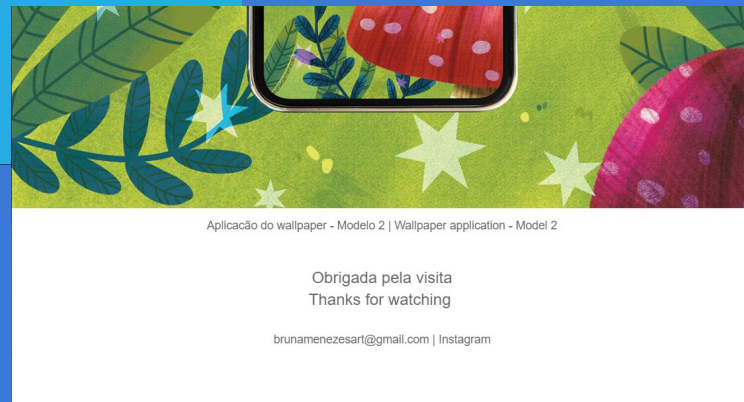 Aplicacão do wallpaper - Modelo 2 | Wallpaper application - Model 2
Obrigada pela visita
Thanks for watching
brunamenezesart@gmail.com | Instagram